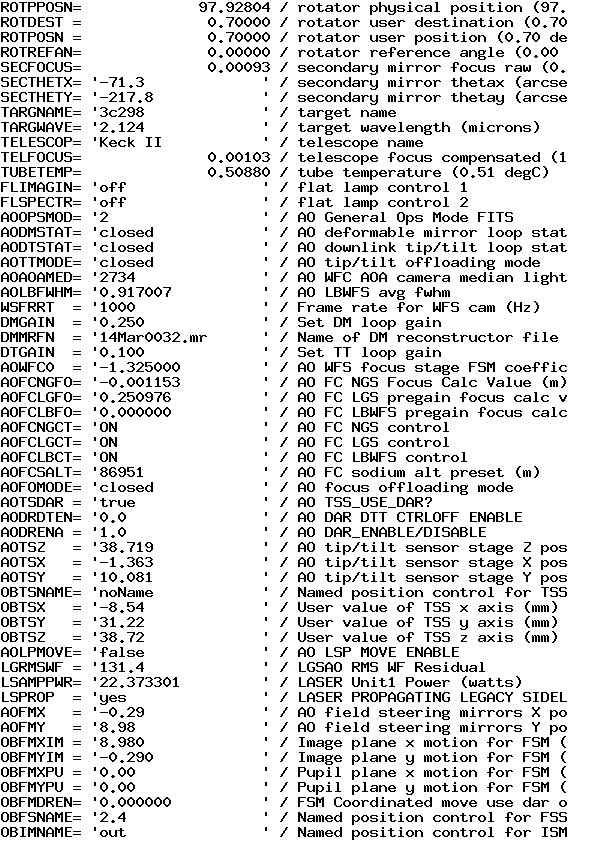 ROTPPOSN=             97.92804 / rotator physical position (97.
ROTDEST =              0.70000 / rotator user destination (0.70
ROTPOSN =              0.70000 / rotator user position (0.70 de
ROTREFAN=              0.00000 / rotator reference angle (0.00
SECFOCUS=              0.00093 / secondary mirror focus raw (0.
SECTHETX= '-71.3             ' / secondary mirror thetax (arcse
SECTHETY= '-217.8            ' / secondary mirror thetay (arcse
TARGNAME= '3c298             ' / target name
TARGWAVE= '2.124             ' / target wavelength (microns)
TELESCOP= 'Keck II           ' / telescope name
TELFOCUS=              0.00103 / telescope focus compensated (1
TUBETEMP=              0.50880 / tube temperature (0.51 degC)
FLIMAGIN= 'off               ' / flat lamp control 1
FLSPECTR= 'off               ' / flat lamp control 2
AOOPSMOD= '2                 ' / AO General Ops Mode FITS
AODMSTAT= 'closed            ' / AO deformable mirror loop stat
AODTSTAT= 'closed            ' / AO downlink tip/tilt loop stat
AOTTMODE= 'closed            ' / AO tip/tilt offloading mode
AOAOAMED= '2734              ' / AO WFC AOA camera median light
AOLBFWHM= '0.917007          ' / AO LBWFS avg fwhm
WSFRRT  = '1000              ' / Frame rate for WFS cam (Hz)
DMGAIN  = '0.250             ' / Set DM loop gain
DMMRFN  = '14Mar0032.mr      ' / Name of DM reconstructor file
DTGAIN  = '0.100             ' / Set TT loop gain
AOWFC0  = '-1.325000         ' / AO WFS focus stage FSM coeffic
AOFCNGFO= '-0.001153         ' / AO FC NGS Focus Calc Value (m)
AOFCLGFO= '0.250976          ' / AO FC LGS pregain focus calc v
AOFCLBFO= '0.000000          ' / AO FC LBWFS pregain focus calc
AOFCNGCT= 'ON                ' / AO FC NGS control
AOFCLGCT= 'ON                ' / AO FC LGS control
AOFCLBCT= 'ON                ' / AO FC LBWFS control
AOFCSALT= '86951             ' / AO FC sodium alt preset (m)
AOFOMODE= 'closed            ' / AO focus offloading mode
AOTSDAR = 'true              ' / AO TSS_USE_DAR?
AODRDTEN= '0.0               ' / AO DAR DTT CTRLOFF ENABLE
AODRENA = '1.0               ' / AO DAR_ENABLE/DISABLE
AOTSZ   = '38.719            ' / AO tip/tilt sensor stage Z pos
AOTSX   = '-1.363            ' / AO tip/tilt sensor stage X pos
AOTSY   = '10.081            ' / AO tip/tilt sensor stage Y pos
OBTSNAME= 'noName            ' / Named position control for TSS
OBTSX   = '-8.54             ' / User value of TSS x axis (mm)
OBTSY   = '31.22             ' / User value of TSS y axis (mm)
OBTSZ   = '38.72             ' / User value of TSS z axis (mm)
AOLPMOVE= 'false             ' / AO LSP MOVE ENABLE
LGRMSWF = '131.4             ' / LGSAO RMS WF Residual
LSAMPPWR= '22.373301         ' / LASER Unit1 Power (watts)
LSPROP  = 'yes               ' / LASER PROPAGATING LEGACY SIDEL
AOFMX   = '-0.29             ' / AO field steering mirrors X po
AOFMY   = '8.98              ' / AO field steering mirrors Y po
OBFMXIM = '8.980             ' / Image plane x motion for FSM (
OBFMYIM = '-0.290            ' / Image plane y motion for FSM (
OBFMXPU = '0.00              ' / Pupil plane x motion for FSM (
OBFMYPU = '0.00              ' / Pupil plane y motion for FSM (
OBFMDREN= '0.000000          ' / FSM Coordinated move use dar o
OBFSNAME= '2.4               ' / Named position control for FSS
OBIMNAME= 'out               ' / Named position control for ISM